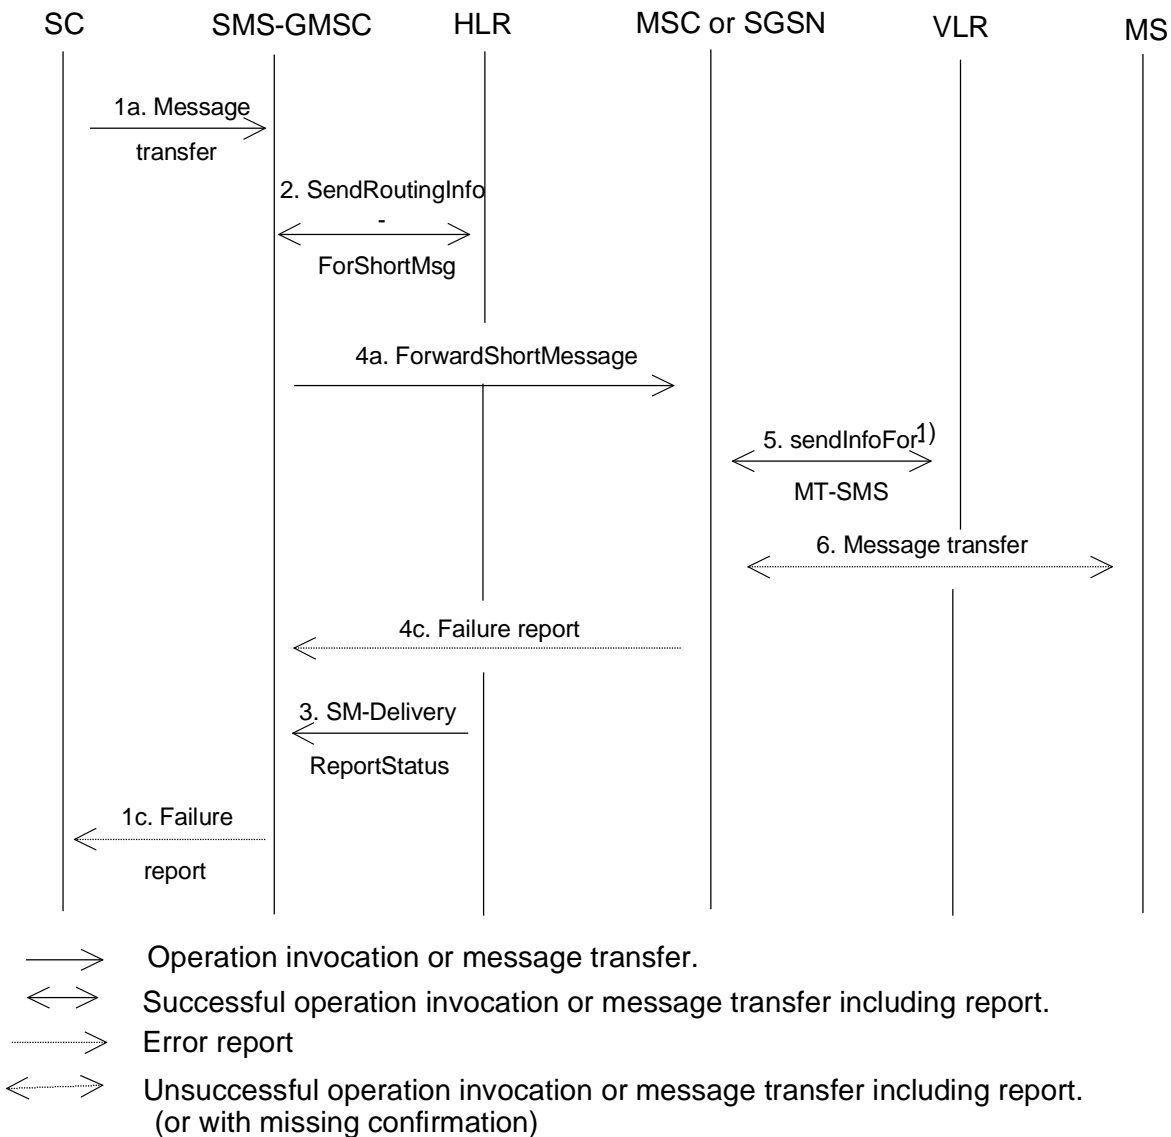 SC SMS-GMSC HLR MSC or SGSN VLR MS
1a. Message
transfer
2. SendRoutingInfo
-
ForShortMsg
4a. ForwardShortMessage
5. sendInfoFor- 1)
MT-SMS
6. Message transfer
4c. Failure report
3. SM-Delivery
ReportStatus
1c. Failure
report
Operation invocation or message transfer.
Successful operation invocation or message transfer including report.
Error report
Unsuccessful operation invocation or message transfer including report.
(or with missing confirmation)